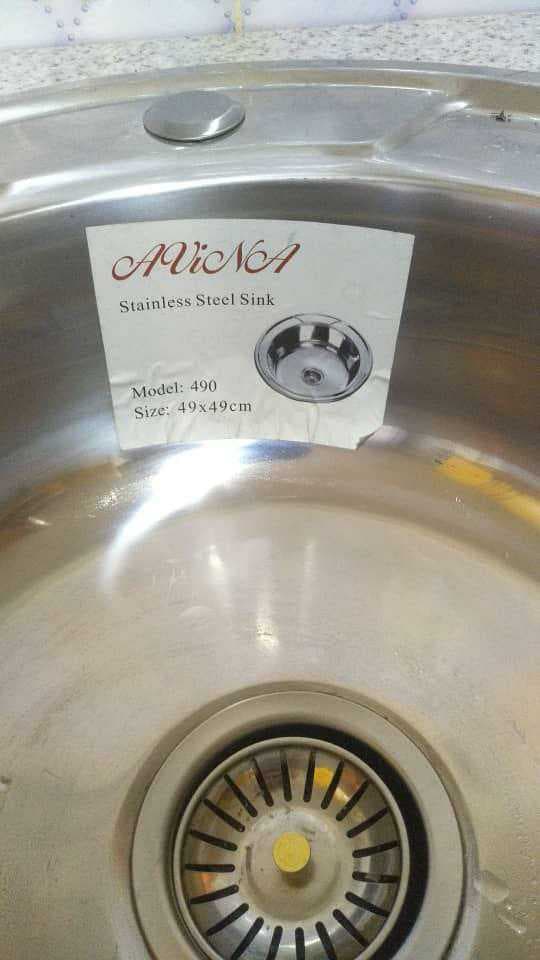 AViNA
Stainless Steel Sink
Model: 490
Size: 49x49cm